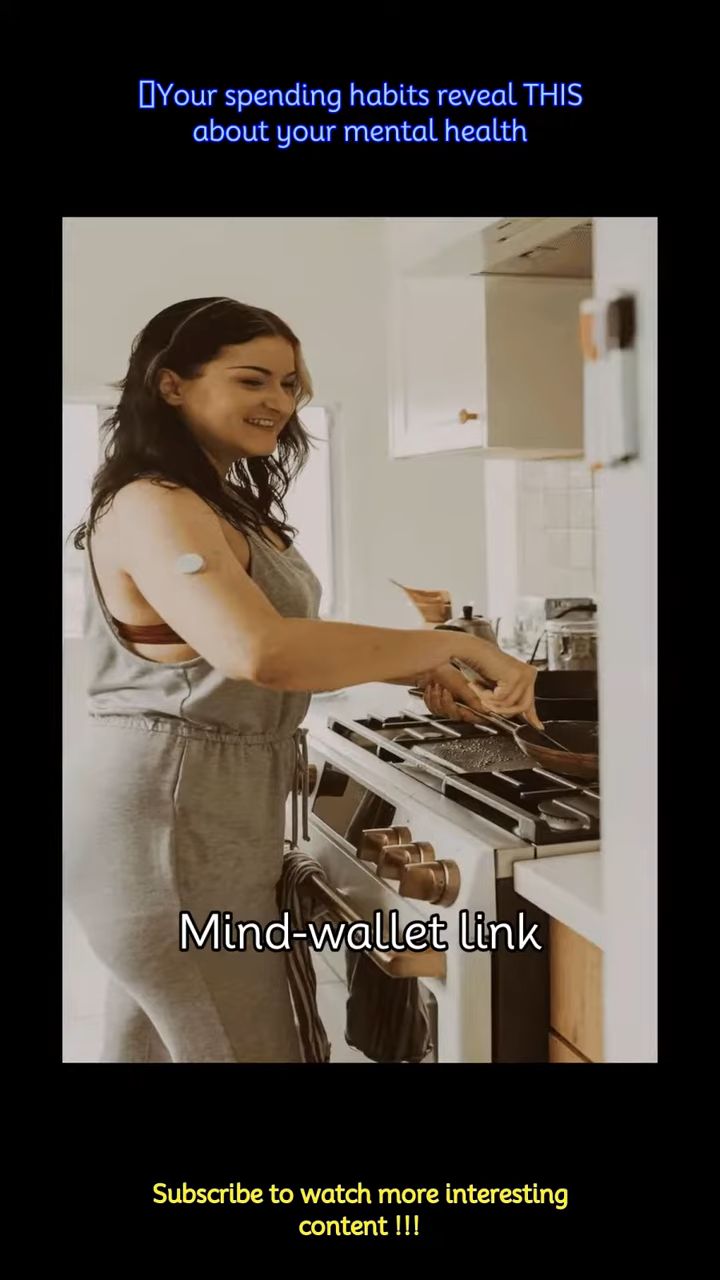 ▯Your spending habits reveal THIS
about your mental health
Mind-wallet link
Subscribe to watch more interesting
content !!!